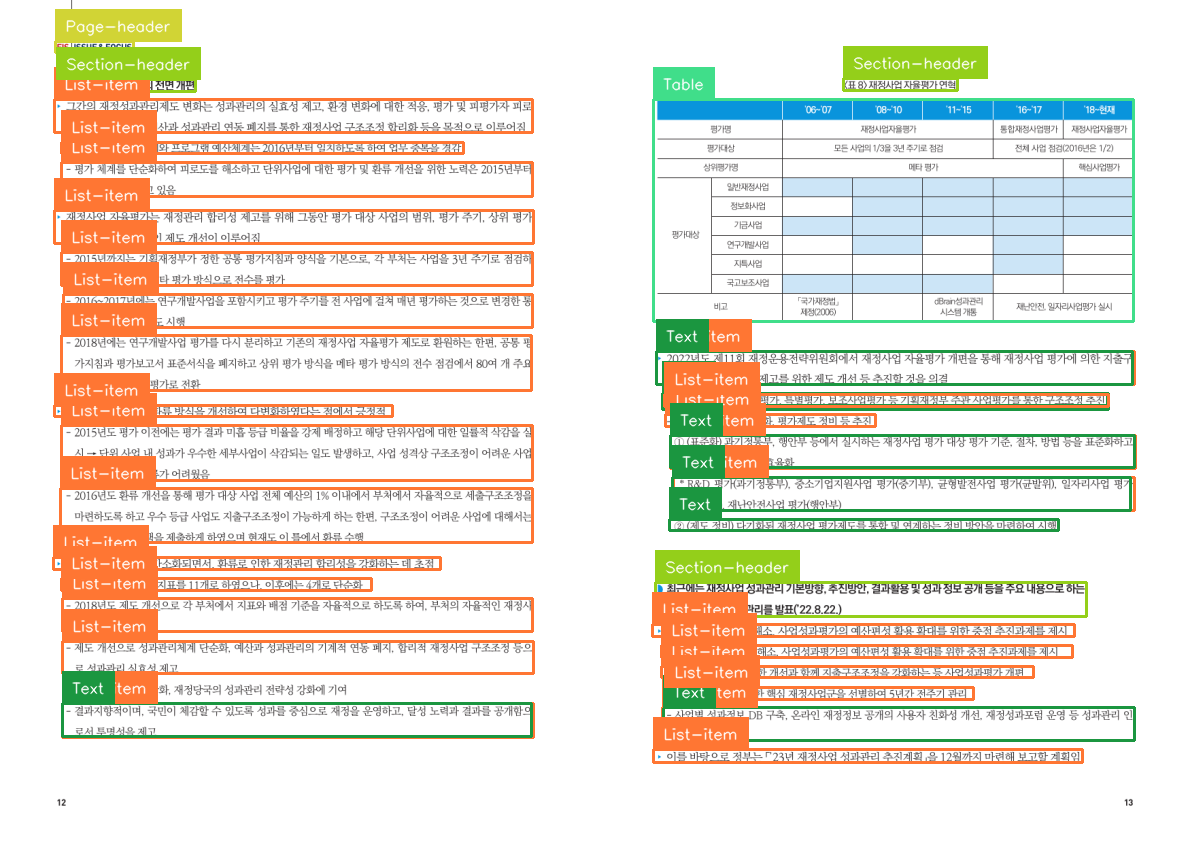 Page-header
Section-header
List-item
전면 개편
그간의 재정성과관리제도 변화는 성과관리의 실효성 제고, 환경 변화에 대한 적응, 평가 및 피평가자 피로
List-item
산과 성과관리 연동 폐지를 통한 재정사업 구조조정 합리화 등을 목적으로 이루어짐
List-item
와 프로그램 예산체계는 2016년부터 일치하도록 하여 업무 중복을 경감
- 평가 체계를 단순화하여 피로도를 해소하고 단위사업에 대한 평가 및 환류 개선을 위한 노력은 2015년부터
List-item
고 있음
재정사업 자율평가는 재정관리 합리성 제고를 위해 그동안 평가 대상 사업의 범위, 평가 주기, 상위 평가
List-item
제도 개선이 이루어짐
- 2015년까지는 기획재정부가 정한 공통 평가지침과 양식을 기본으로, 각 부처는 사업을 3년 주기로 점검하
List-item
타 평가 방식으로 전수를 평가
- 2016~2017년에는 연구개발사업을 포함시키고 평가 주기를 전 사업에 걸쳐 매년 평가하는 것으로 변경한 통
List-item
도 시행
- 2018년에는 연구개발사업 평가를 다시 분리하고 기존의 재정사업 자율평가 제도로 환원하는 한편, 공통 평
가지침과 평가보고서 표준서식을 폐지하고 상위 평가 방식을 메타 평가 방식의 전수 점검에서 80여 개 주요
List-item
평가로 전환
List-item
환류 방식을 개선하여 다변화하였다는 점에서 긍정적
- 2015년도 평가 이전에는 평가 결과 미흡 등급 비율을 강제 배정하고 해당 단위사업에 대한 일률적 삭감을 실
시 → 단위 사업 내 성과가 우수한 세부사업이 삭감되는 일도 발생하고, 사업 성격상 구조조정이 어려운 사업
List-item
가 어려웠음
- 2016년도 환류 개선을 통해 평가 대상 사업 전체 예산의 1% 이내에서 부처에서 자율적으로 세출구조조정을
마련하도록 하고 우수 등급 사업도 지출구조조정이 가능하게 하는 한편, 구조조정이 어려운 사업에 대해서는
List-item
을 제출하게 하였으며 현재도 이 틀에서 환류 수행
List-item
간소화되면서, 환류로 인한 재정관리 합리성을 강화하는 데 초점
List-item
지표를 11개로 하였으나, 이후에는 4개로 단순화
- 2018년도 제도 개선으로 각 부처에서 지표와 배점 기준을 자율적으로 하도록 하여, 부처의 자율적인 재정사
List-item
- 제도 개선으로 성과관리체계 단순화, 예산과 성과관리의 기계적 연동 폐지, 합리적 재정사업 구조조정 등으
로 성과관리 실효성 제고
Text
item
화, 재정당국의 성과관리 전략성 강화에 기여
- 결과지향적이며, 국민이 체감할 수 있도록 성과를 중심으로 재정을 운영하고, 달성 노력과 결과를 공개함으
로서 투명성을 제고
12
Section-header
〈표 8〉 재정사업 자율평가 연혁
Table
'06~'07 '08~'10 '11~'15 '16~'17 '18~현재
평가명 재정사업자율평가 통합재정사업평가 재정사업자율평가
평가대상 모든 사업의 1/3을 3년 주기로 점검 전체 사업 점검(2016년은 1/2)
상위평가명 메타 평가 핵심사업평가
평가대상
일반재정사업
정보화사업
기금사업
연구개발사업
지특사업
국고보조사업
비고 「국가재정법」 제정(2006) dBrain성과관리 시스템 개통 재난안전, 일자리사업평가 실시
Text
item
2022년도 제11회 재정운용전략위원회에서 재정사업 자율평가 개편을 통해 재정사업 평가에 의한 지출구
List-item
제고를 위한 제도 개선 등 추진할 것을 의결
List-item
평가, 특별평가, 보조사업평가 등 기획재정부 주관 사업평가를 통한 구조조정 추진
Text
item
화, 평가제도 정비 등 추진
① (표준화) 과기정통부, 행안부 등에서 실시하는 재정사업 평가 대상 평가 기준, 절차, 방법 등을 표준화하고
Text
item
효율화
* R&D 평가(과기정통부), 중소기업지원사업 평가(중기부), 균형발전사업 평가(균발위), 일자리사업 평가
Text
, 재난안전사업 평가(행안부)
② (제도 정비) 다기화된 재정사업 평가제도를 통합 및 연계하는 정비 방안을 마련하여 시행
Section-header
최근에는 재정사업 성과관리 기본방향, 추진방안, 결과활용 및 성과 정보 공개 등을 주요 내용으로 하는
List-item
관리를 발표('22.8.22.)
List-item
해소, 사업성과평가의 예산편성 활용 확대를 위한 중점 추진과제를 제시
List-item
해소, 사업성과평가의 예산편성 활용 확대를 위한 중점 추진과제를 제시
List-item
한 개선과 함께 지출구조조정을 강화하는 등 사업성과평가 개편
Text
item
한 핵심 재정사업군을 선별하여 5년간 전주기 관리
- 사업별 성과정보 DB 구축, 온라인 재정정보 공개의 사용자 친화성 개선, 재정성과포럼 운영 등 성과관리 인
List-item
이를 바탕으로 정부는 「'23년 재정사업 성과관리 추진계획」을 12월까지 마련해 보고할 계획임
13